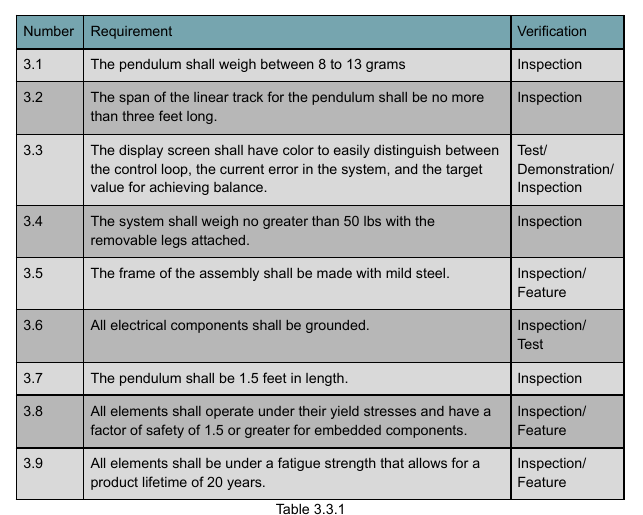 Number Requirement Verification
3.1 The pendulum shall weigh between 8 to 13 grams Inspection
3.2 The span of the linear track for the pendulum shall be no more Inspection
than three feet long.
3.3 The display screen shall have color to easily distinguish between Test/
the control loop, the current error in the system, and the target Demonstration/
value for achieving balance. Inspection
3.4 The system shall weigh no greater than 50 lbs with the Inspection
removable legs attached.
3.5 The frame of the assembly shall be made with mild steel. Inspection/
Feature
3.6 All electrical components shall be grounded. Inspection/
Test
3.7 The pendulum shall be 1.5 feet in length. Inspection
3.8 All elements shall operate under their yield stresses and have a Inspection/
factor of safety of 1.5 or greater for embedded components. Feature
3.9 All elements shall be under a fatigue strength that allows for a Inspection/
product lifetime of 20 years. Feature
Table 3.3.1